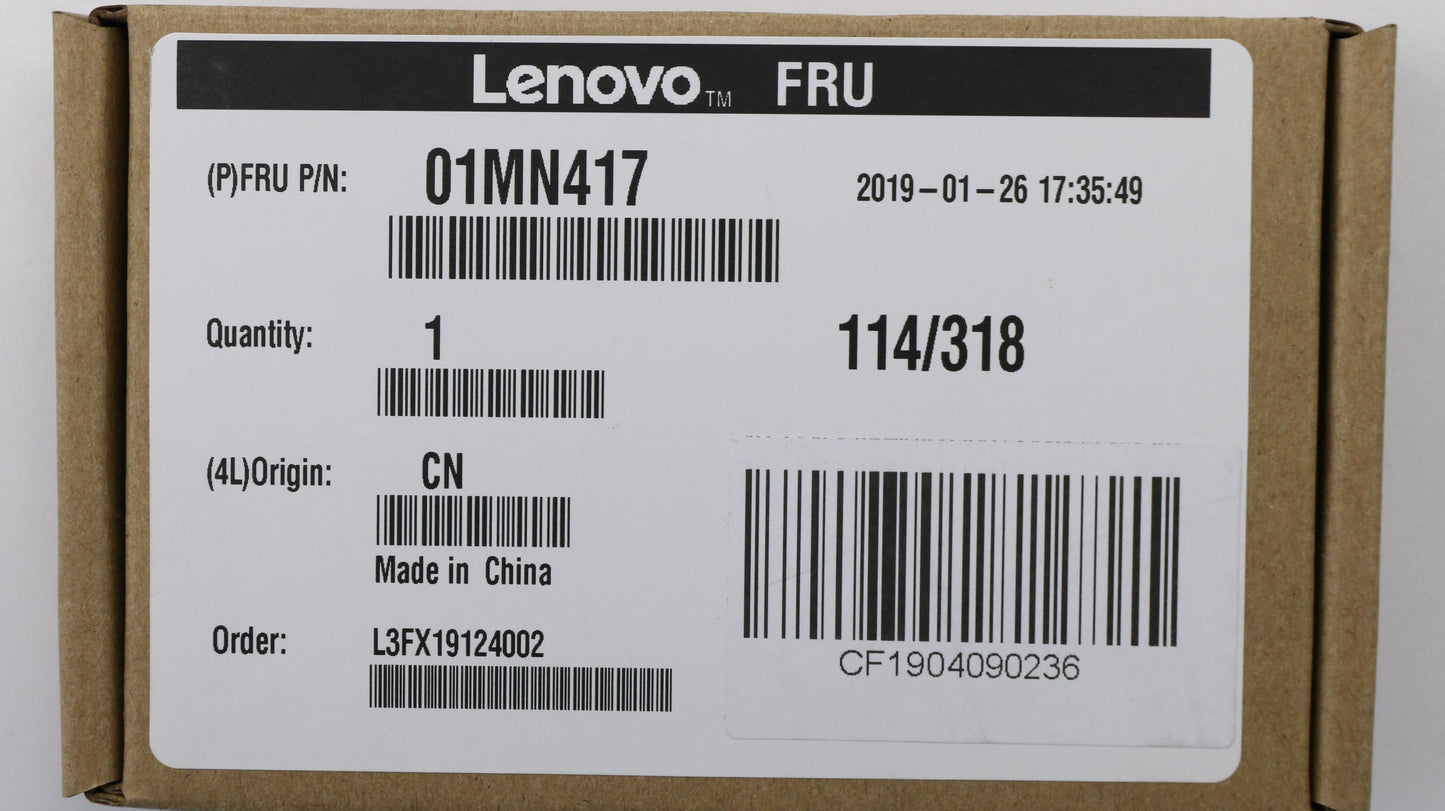 Lenovo™ FRU
(P)FRU P/N: 01MN417 2019-01-26 17:35:49
Quantity: 1 114/318
(4L)Origin: CN
Made in China
Order: L3FX19124002
CF1904090236